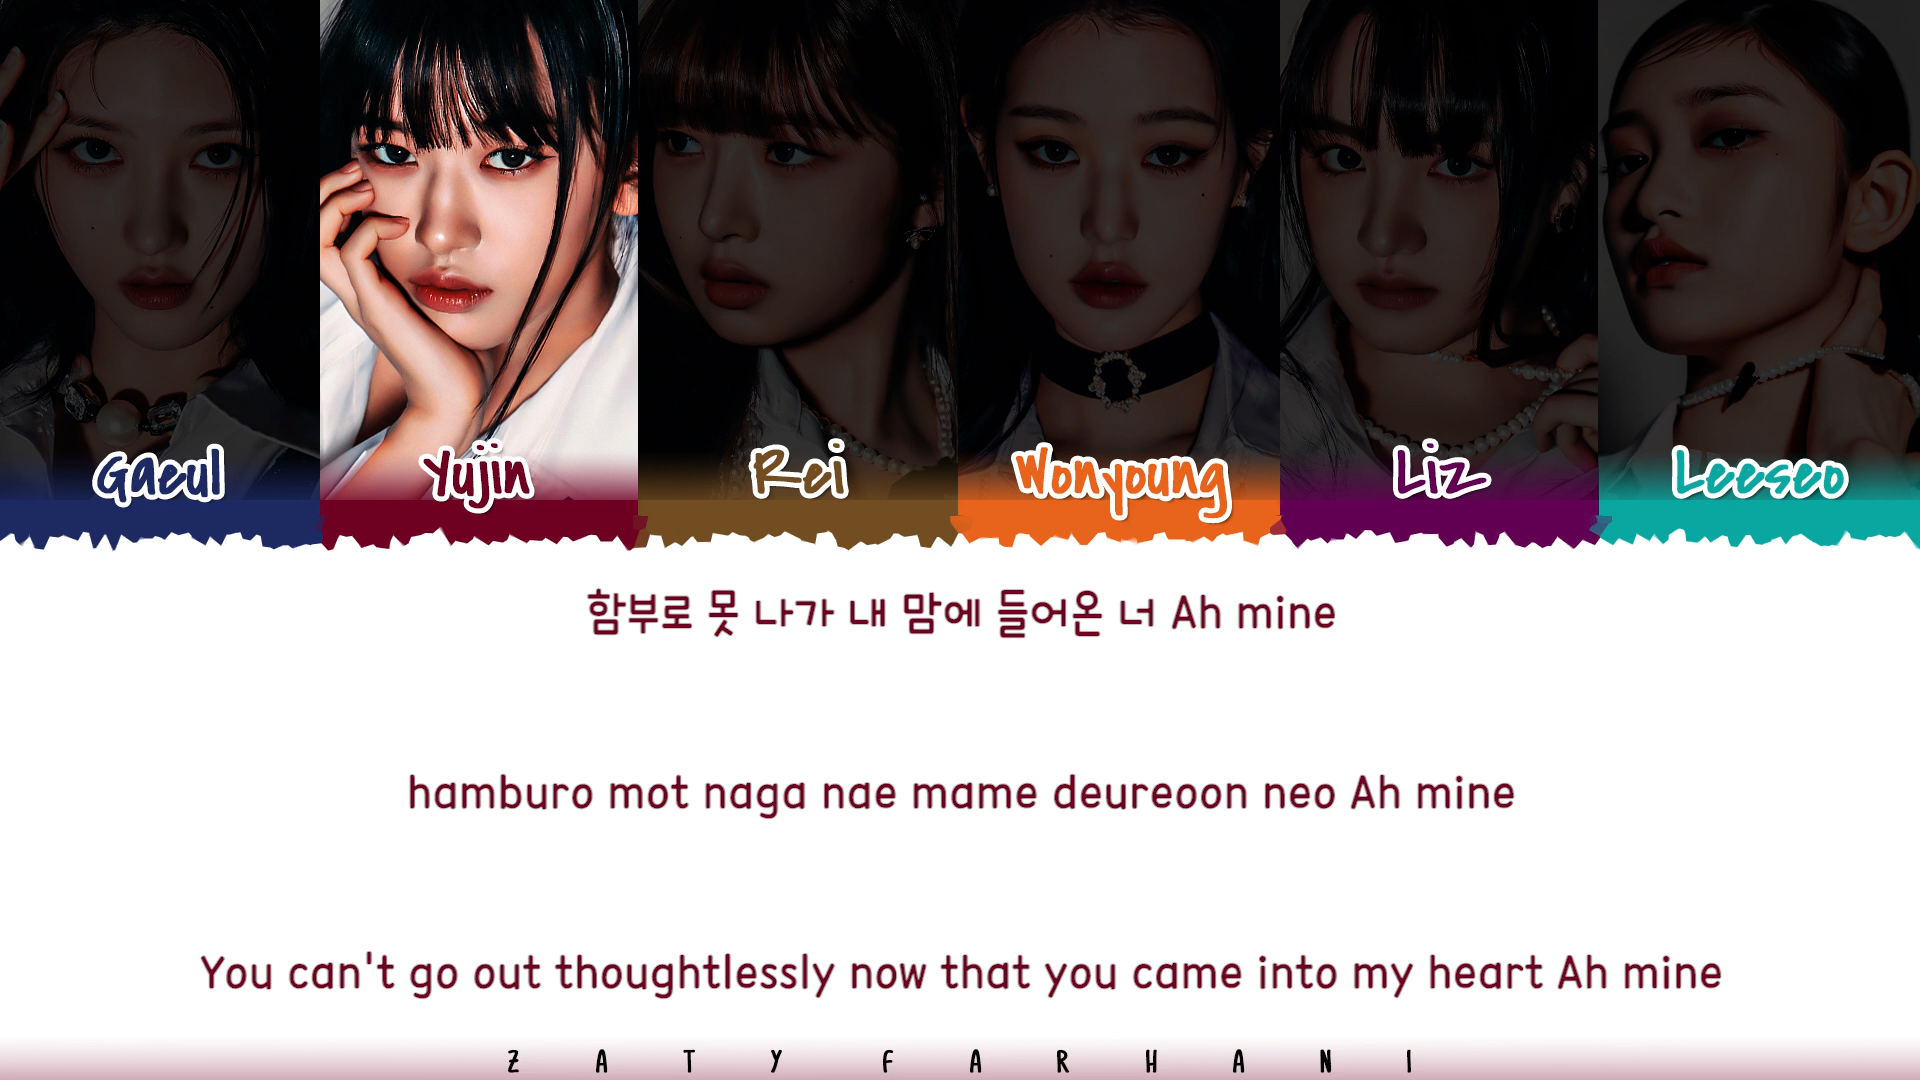 Gaeul Yujin Rei Wonyoung Liz Leeseo
함부로 못 나가 내 맘에 들어온 너 Ah mine
hamburo mot naga nae mame deureoon neo Ah mine
You can't go out thoughtlessly now that you came into my heart Ah mine
ZATY FARHANI